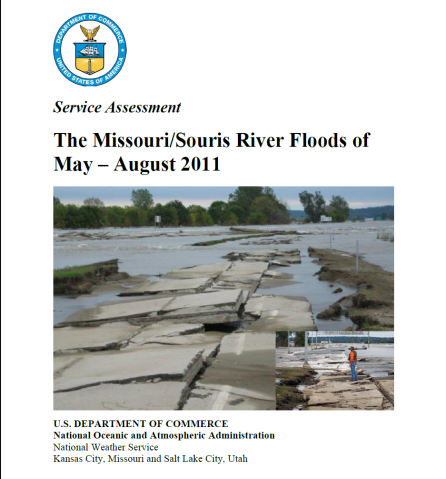 DEPARTMENT OF COMMERCE
UNITED STATES OF AMERICA
Service Assessment
The Missouri/Souris River Floods of
May – August 2011
U.S. DEPARTMENT OF COMMERCE
National Oceanic and Atmospheric Administration
National Weather Service
Kansas City, Missouri and Salt Lake City, Utah